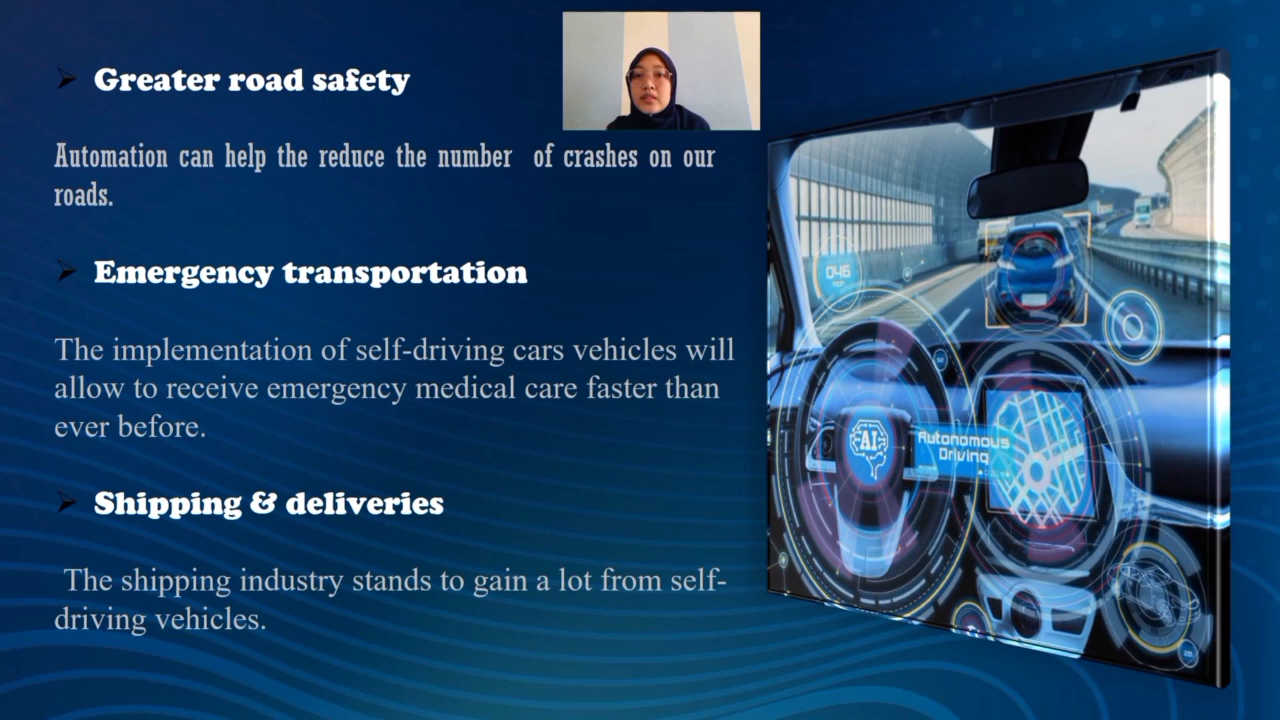 Greater road safety
Automation can help the reduce the number of crashes on our
roads.
Emergency transportation
The implementation of self-driving cars vehicles will
allow to receive emergency medical care faster than
ever before.
Shipping & deliveries
The shipping industry stands to gain a lot from self-
driving vehicles.
046
mph
AI
Autonomous
Driving